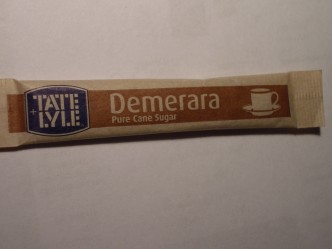 TATE
+
LYLE
Demerara
Pure Cane Sugar